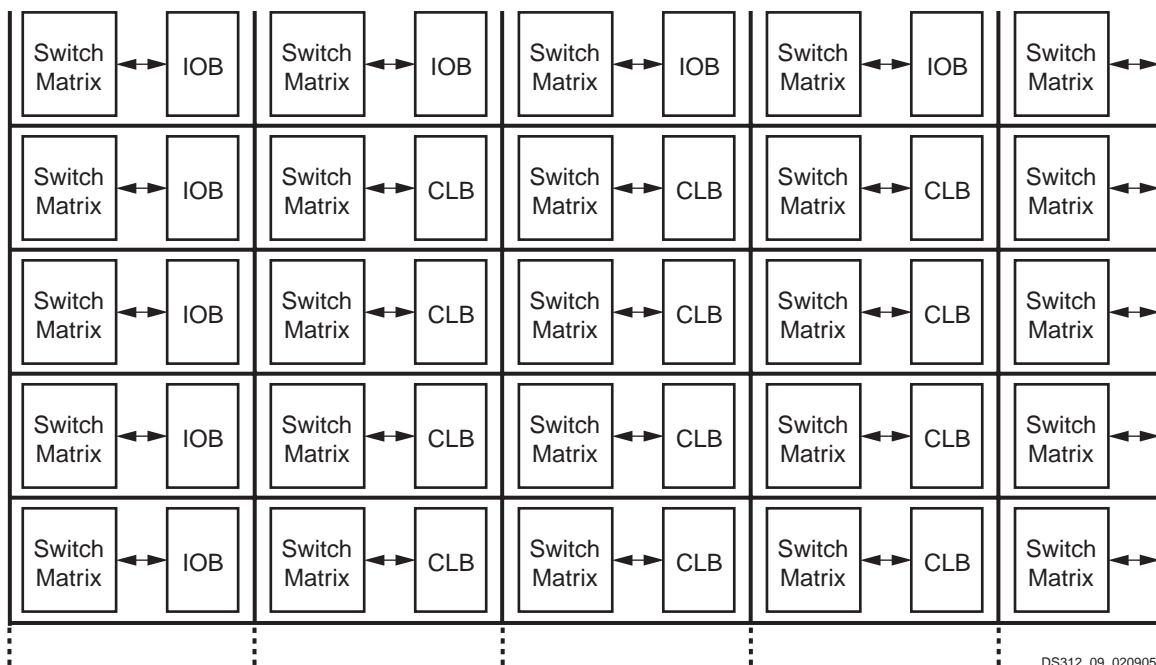 Switch Matrix IOB Switch Matrix IOB Switch Matrix IOB Switch Matrix IOB Switch Matrix
Switch Matrix IOB Switch Matrix CLB Switch Matrix CLB Switch Matrix CLB Switch Matrix
Switch Matrix IOB Switch Matrix CLB Switch Matrix CLB Switch Matrix CLB Switch Matrix
Switch Matrix IOB Switch Matrix CLB Switch Matrix CLB Switch Matrix CLB Switch Matrix
Switch Matrix IOB Switch Matrix CLB Switch Matrix CLB Switch Matrix CLB Switch Matrix
DS312_09_020905